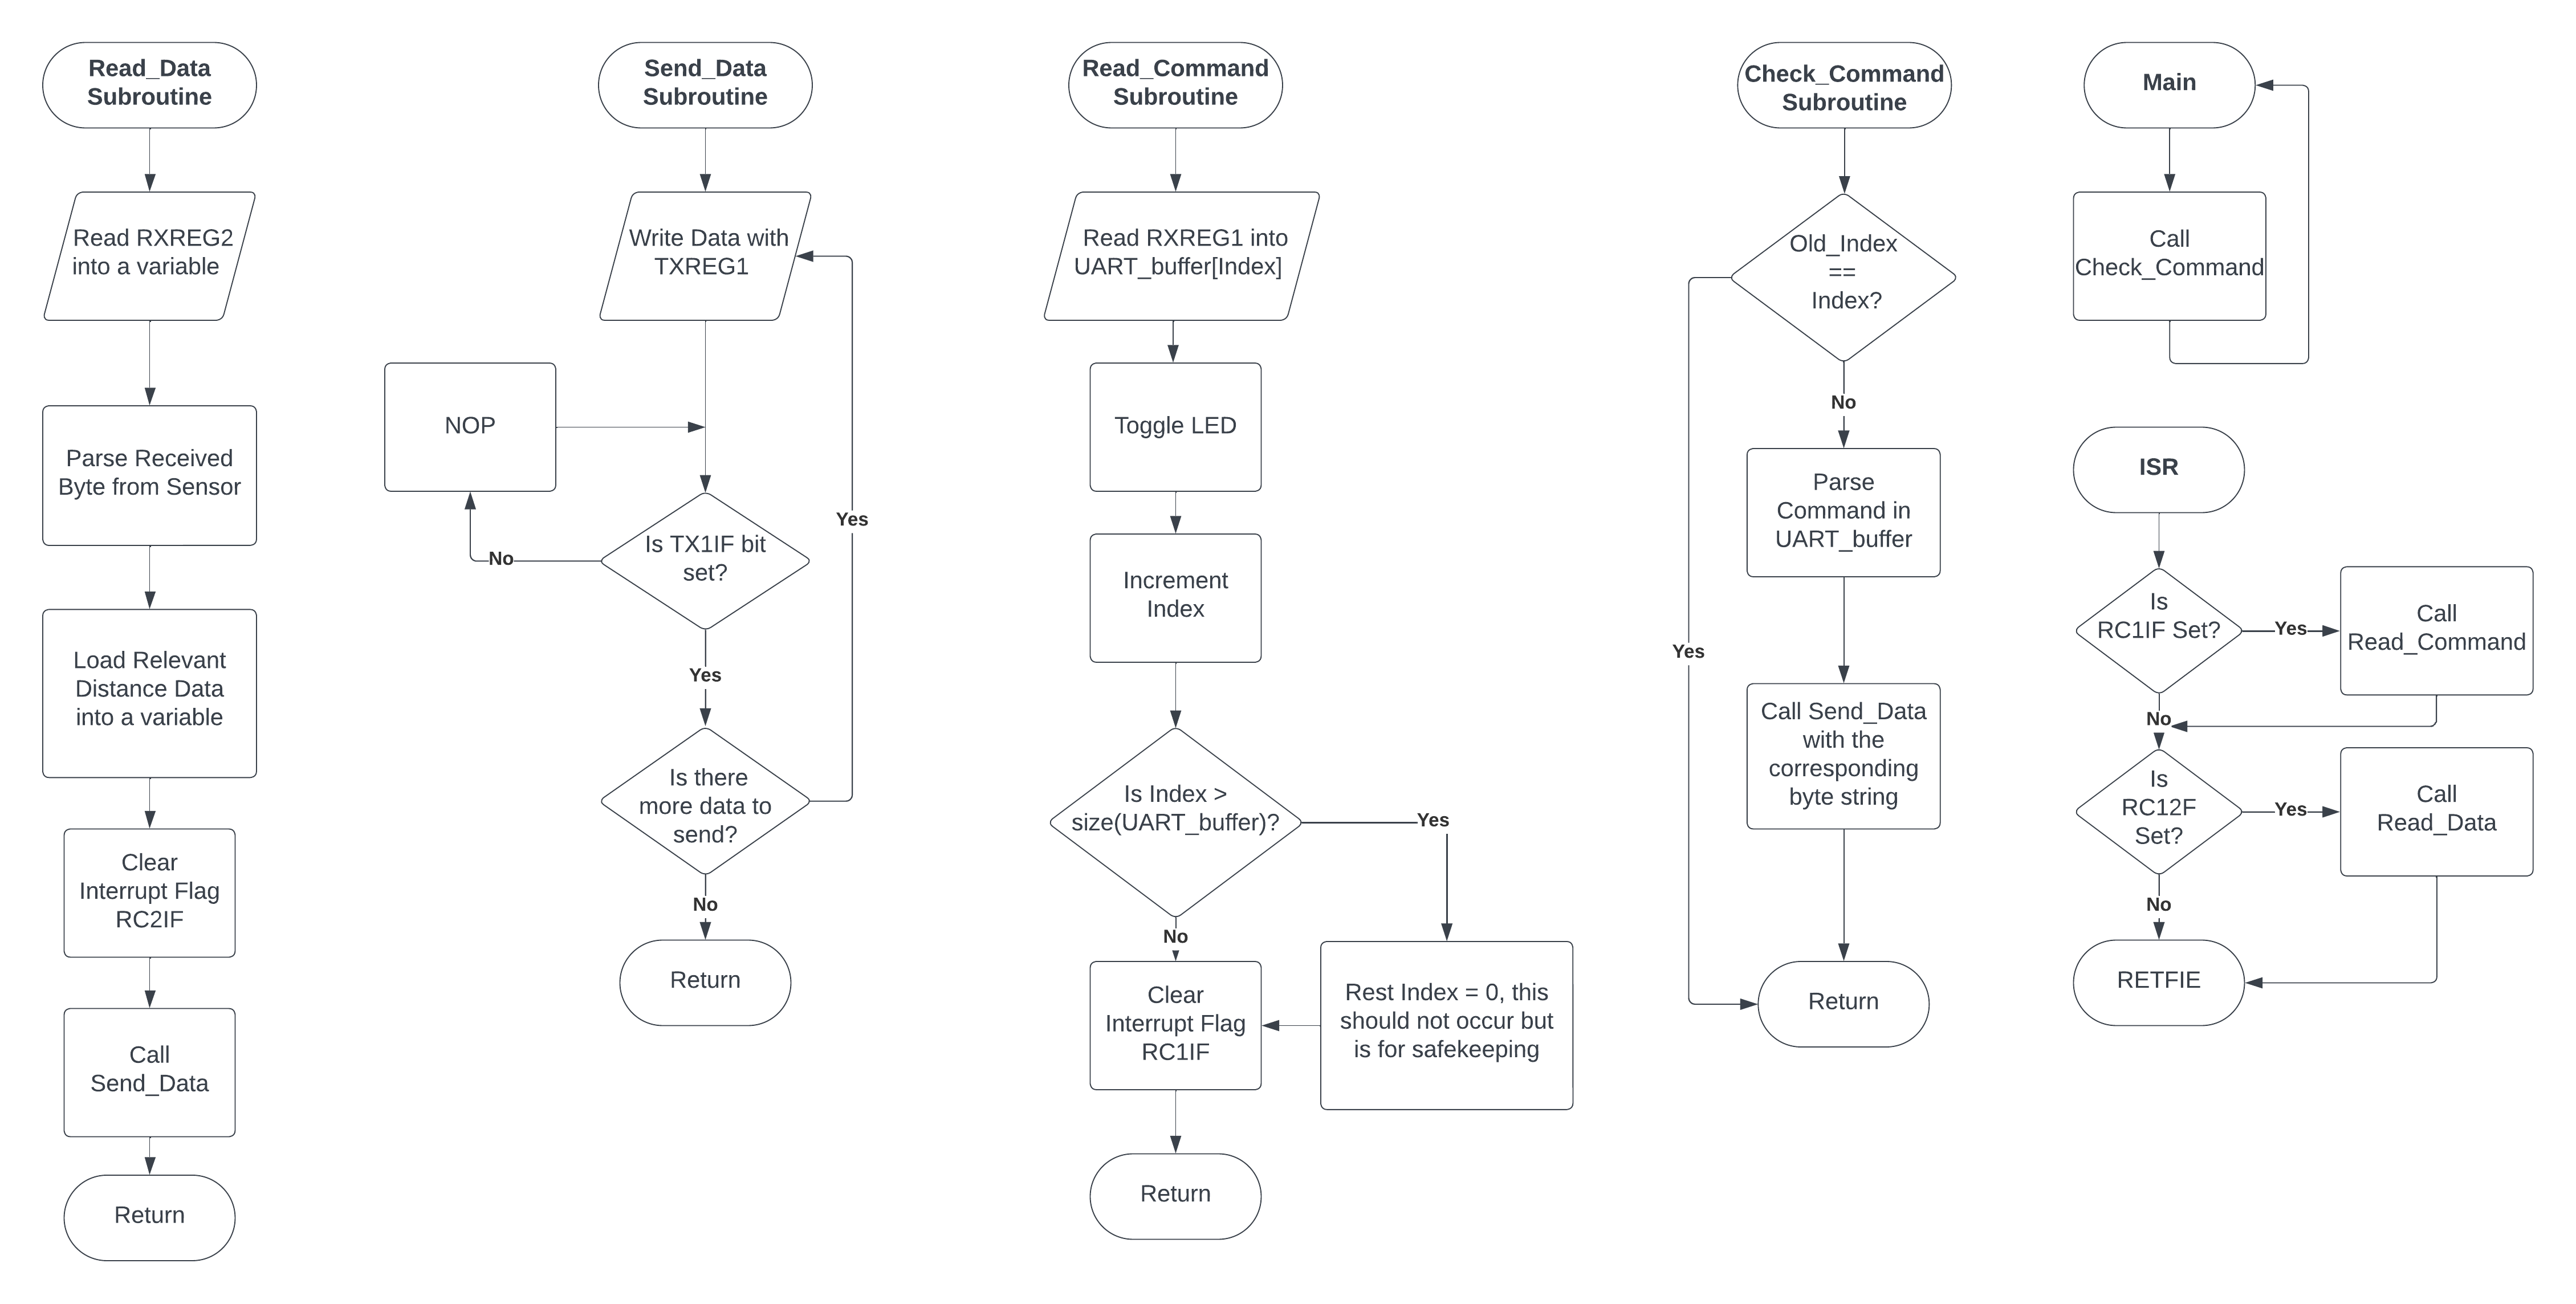 Read_Data
Subroutine
Read RXREG2
into a variable
Parse Received
Byte from Sensor
Load Relevant
Distance Data
into a variable
Clear
Interrupt Flag
RC2IF
Call
Send_Data
Return
Send_Data
Subroutine
Write Data with
TXREG1
NOP
Is TX1IF bit
set?
No
Yes
Yes
Is there
more data to
send?
No
Return
Read_Command
Subroutine
Read RXREG1 into
UART_buffer[Index]
Toggle LED
Increment
Index
Is Index >
size(UART_buffer)?
Yes
No
Clear
Interrupt Flag
RC1IF
Rest Index = 0, this
should not occur but
is for safekeeping
Return
Check_Command
Subroutine
Old_Index
==
Index?
No
Yes
Parse
Command in
UART_buffer
Call Send_Data
with the
corresponding
byte string
Return
Main
Call
Check_Command
ISR
Is
RC1IF Set?
Yes
Call
Read_Command
No
Is
RC12F
Set?
Yes
Call
Read_Data
No
RETFIE